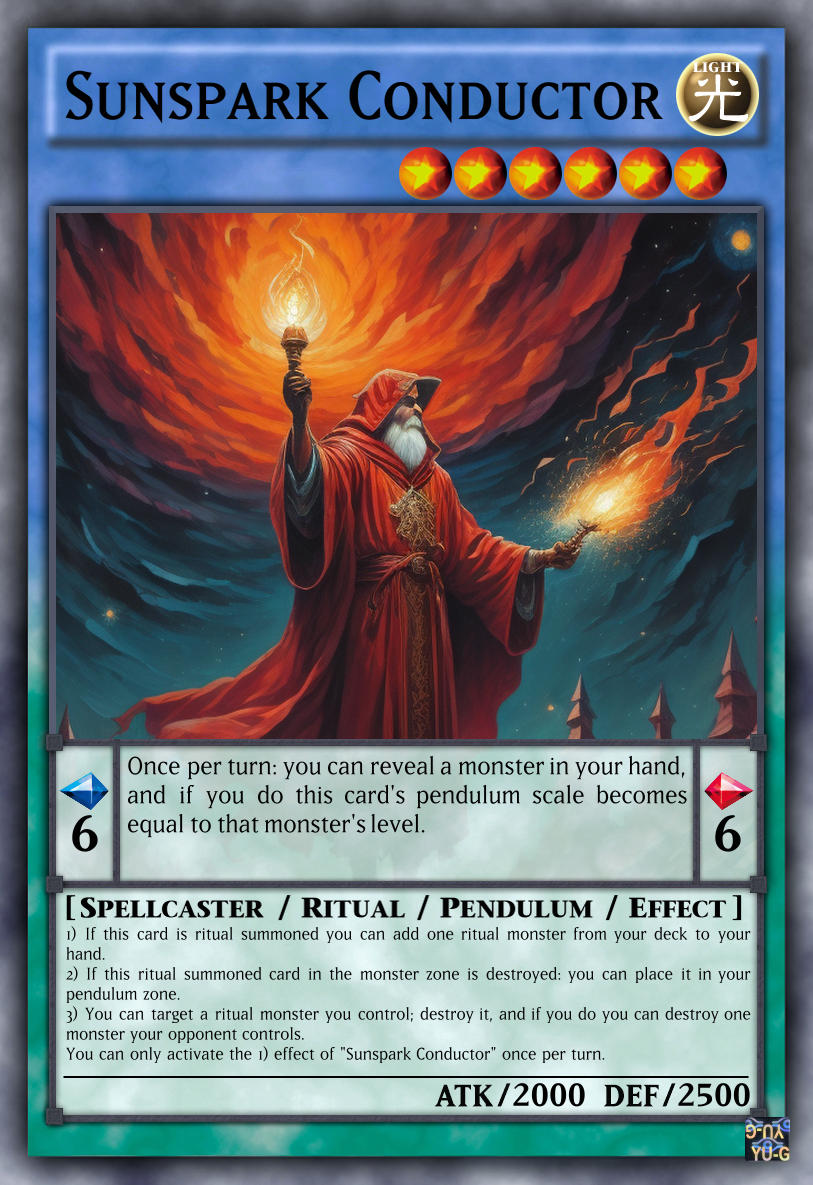 Sunspark Conductor
LIGHT
光
Once per turn: you can reveal a monster in your hand,
and if you do this card's pendulum scale becomes
equal to that monster's level.
6
6
[ Spellcaster / Ritual / Pendulum / Effect ]
1) If this card is ritual summoned you can add one ritual monster from your deck to your
hand.
2) If this ritual summoned card in the monster zone is destroyed: you can place it in your
pendulum zone.
3) You can target a ritual monster you control; destroy it, and if you do you can destroy one
monster your opponent controls.
You can only activate the 1) effect of "Sunspark Conductor" once per turn.
ATK/2000 DEF/2500
YU-G
YU-G